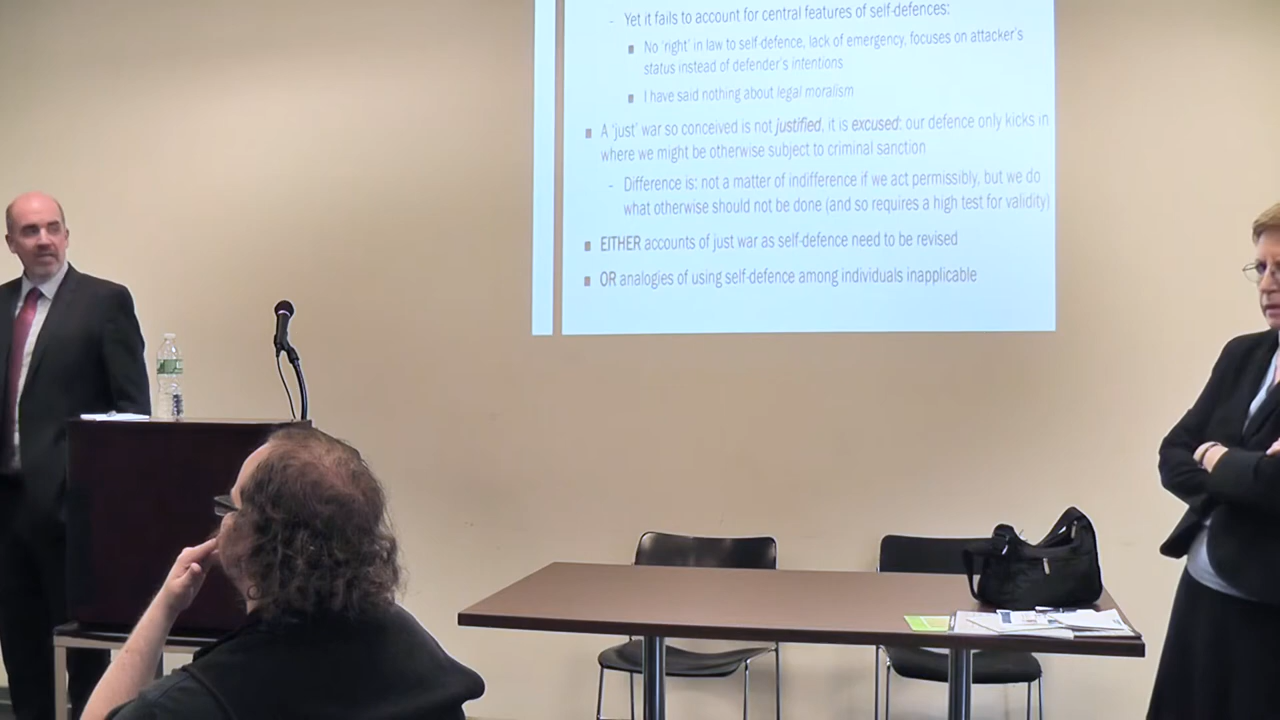 - Yet it fails to account for central features of self-defences:
■ No 'right' in law to self-defence, lack of emergency, focuses on attacker's
status instead of defender's intentions
■ I have said nothing about legal moralism
■ A 'just' war so conceived is not justified, it is excused: our defence only kicks in
where we might be otherwise subject to criminal sanction
- Difference is: not a matter of indifference if we act permissibly, but we do
what otherwise should not be done (and so requires a high test for validity)
■ EITHER accounts of just war as self-defence need to be revised
■ OR analogies of using self-defence among individuals inapplicable